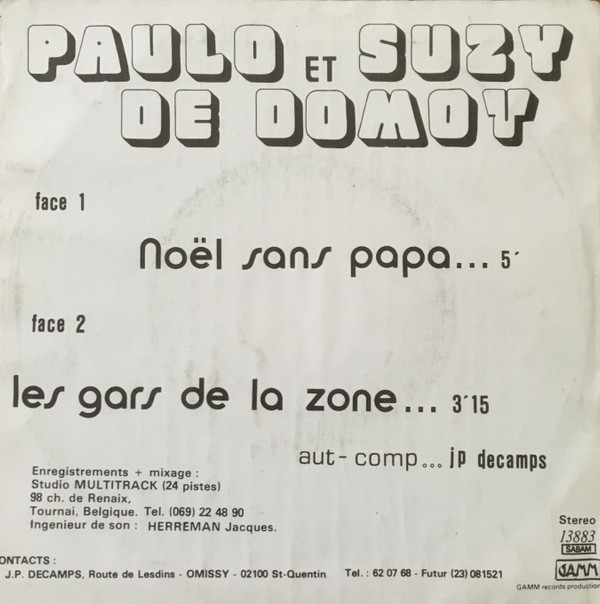 PAULO ET SUZY
DE DOMOY
face 1
Noël sans papa... 5´
face 2
les gars de la zone... 3´15
aut-comp... jp decamps
Enregistrements + mixage :
Studio MULTITRACK (24 pistes)
98 ch. de Renaix,
Tournai, Belgique. Tel. (069) 22 48 90
Ingenieur de son : HERREMAN Jacques.
Stereo
13883
SABAM
GAMM
GAMM records production
ONTACTS :
J.P. DECAMPS, Route de Lesdins - OMISSY - 02100 St-Quentin Tel. : 62 07 68 - Futur (23) 081521